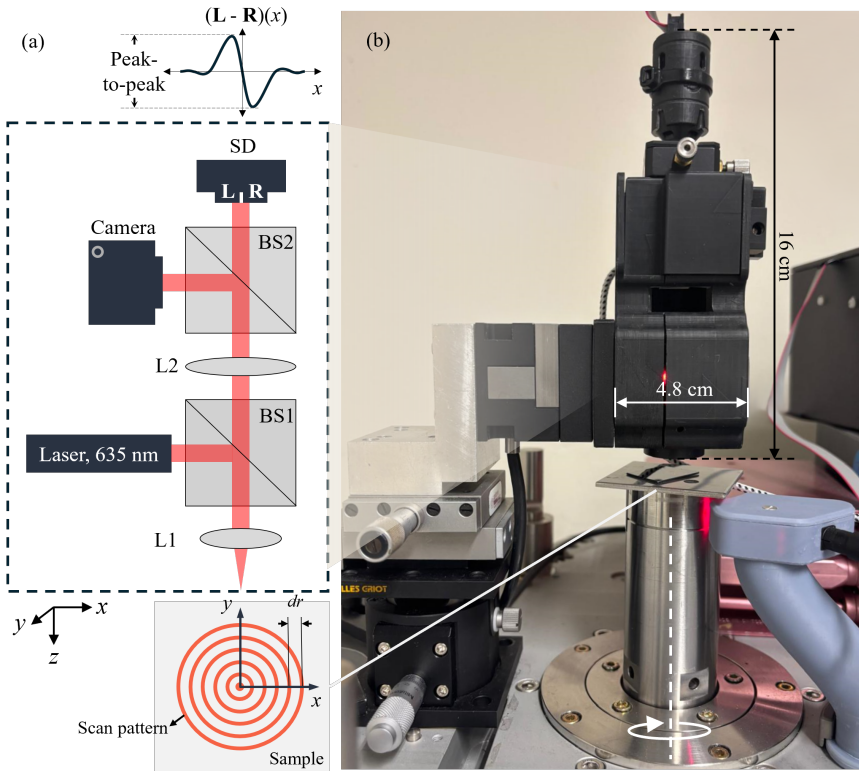 (a)
(L - R)(x)
Peak-
to-peak
x
SD
L R
Camera
BS2
L2
BS1
Laser, 635 nm
L1
x
y
z
y
dr
x
Scan pattern
Sample
(b)
16 cm
4.8 cm
LLES GRIOT